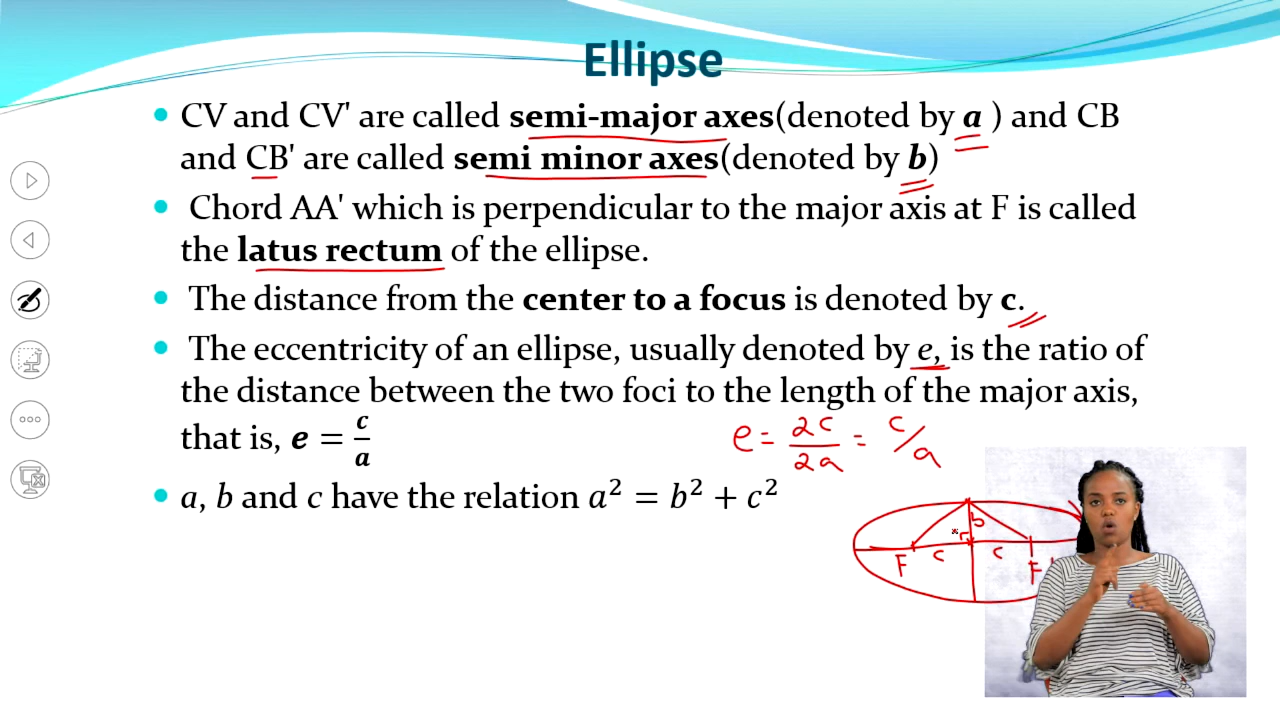 Ellipse
• CV and CV' are called semi-major axes(denoted by a ) and CB
and CB' are called semi minor axes(denoted by b)
• Chord AA' which is perpendicular to the major axis at F is called
the latus rectum of the ellipse.
• The distance from the center to a focus is denoted by c.
• The eccentricity of an ellipse, usually denoted by e, is the ratio of
the distance between the two foci to the length of the major axis,
that is, e = c/a
e = 2c/2a = c/a
• a, b and c have the relation a² = b² + c²
b
F c c F'